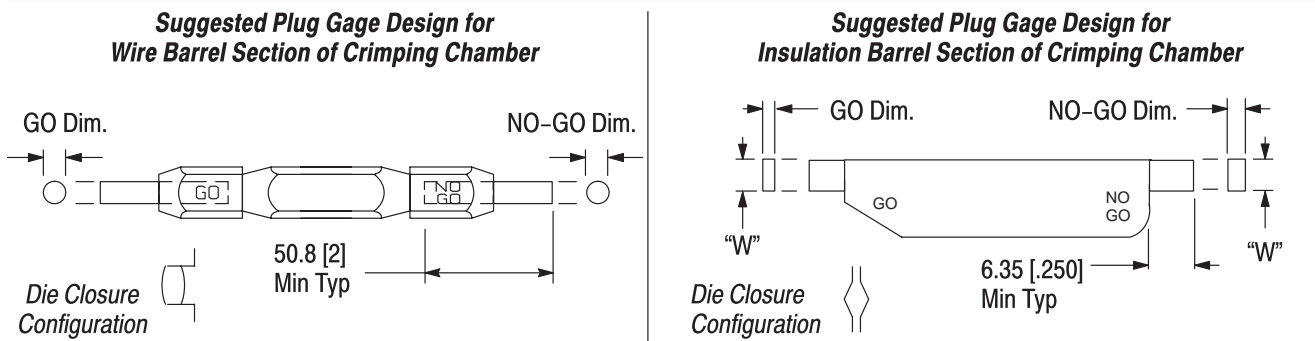 Suggested Plug Gage Design for
Wire Barrel Section of Crimping Chamber
GO Dim.
NO–GO Dim.
GO
NO
GO
50.8 [2]
Min Typ
Die Closure
Configuration
Suggested Plug Gage Design for
Insulation Barrel Section of Crimping Chamber
GO Dim.
NO–GO Dim.
GO
NO
GO
“W”
“W”
6.35 [.250]
Min Typ
Die Closure
Configuration